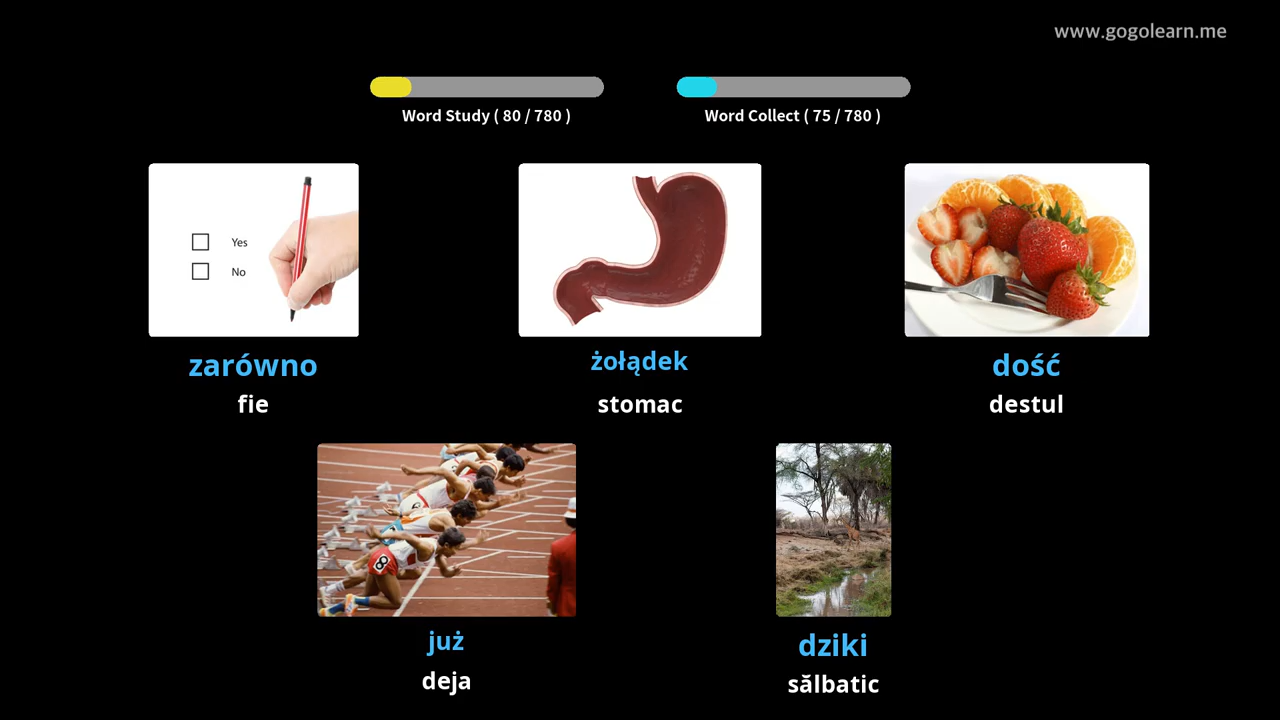 www.gogolearn.me
Word Study ( 80 / 780 )
Word Collect ( 75 / 780 )
Yes
No
zarówno
fie
żołądek
stomac
dość
destul
8
już
deja
dziki
sălbatic